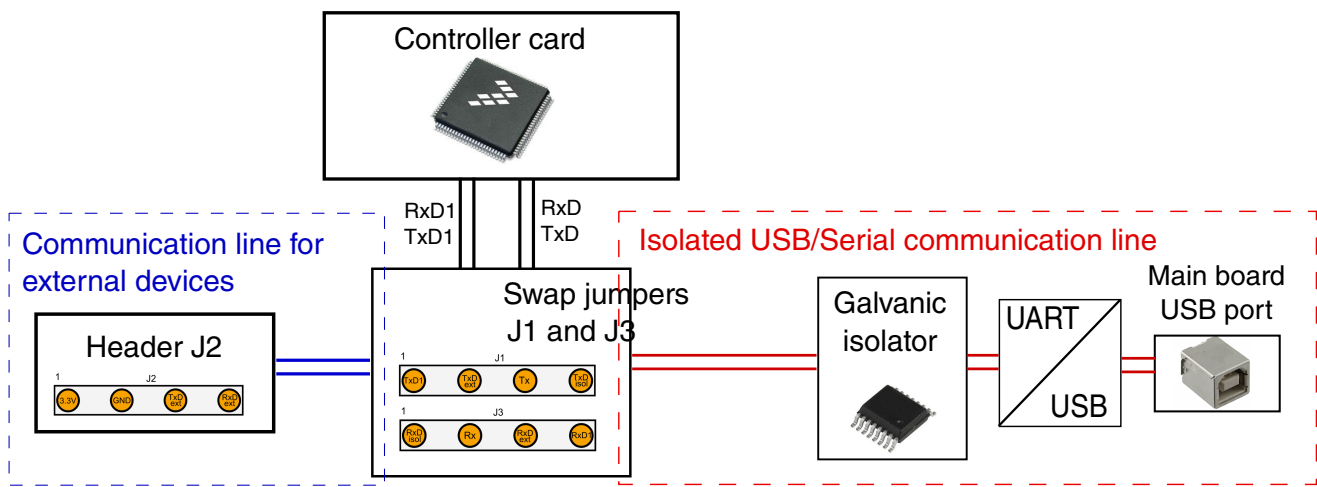 Controller card
RxD1
TxD1
RxD
TxD
Communication line for
external devices
Isolated USB/Serial communication line
Header J2
1
J2
3.3V
GND
TxD
ext
RxD
ext
Swap jumpers
J1 and J3
1
J1
TxD1
TxD
ext
Tx
TxD
isol
1
J3
RxD
isol
Rx
RxD
ext
RxD1
Galvanic
isolator
UART
USB
Main board
USB port